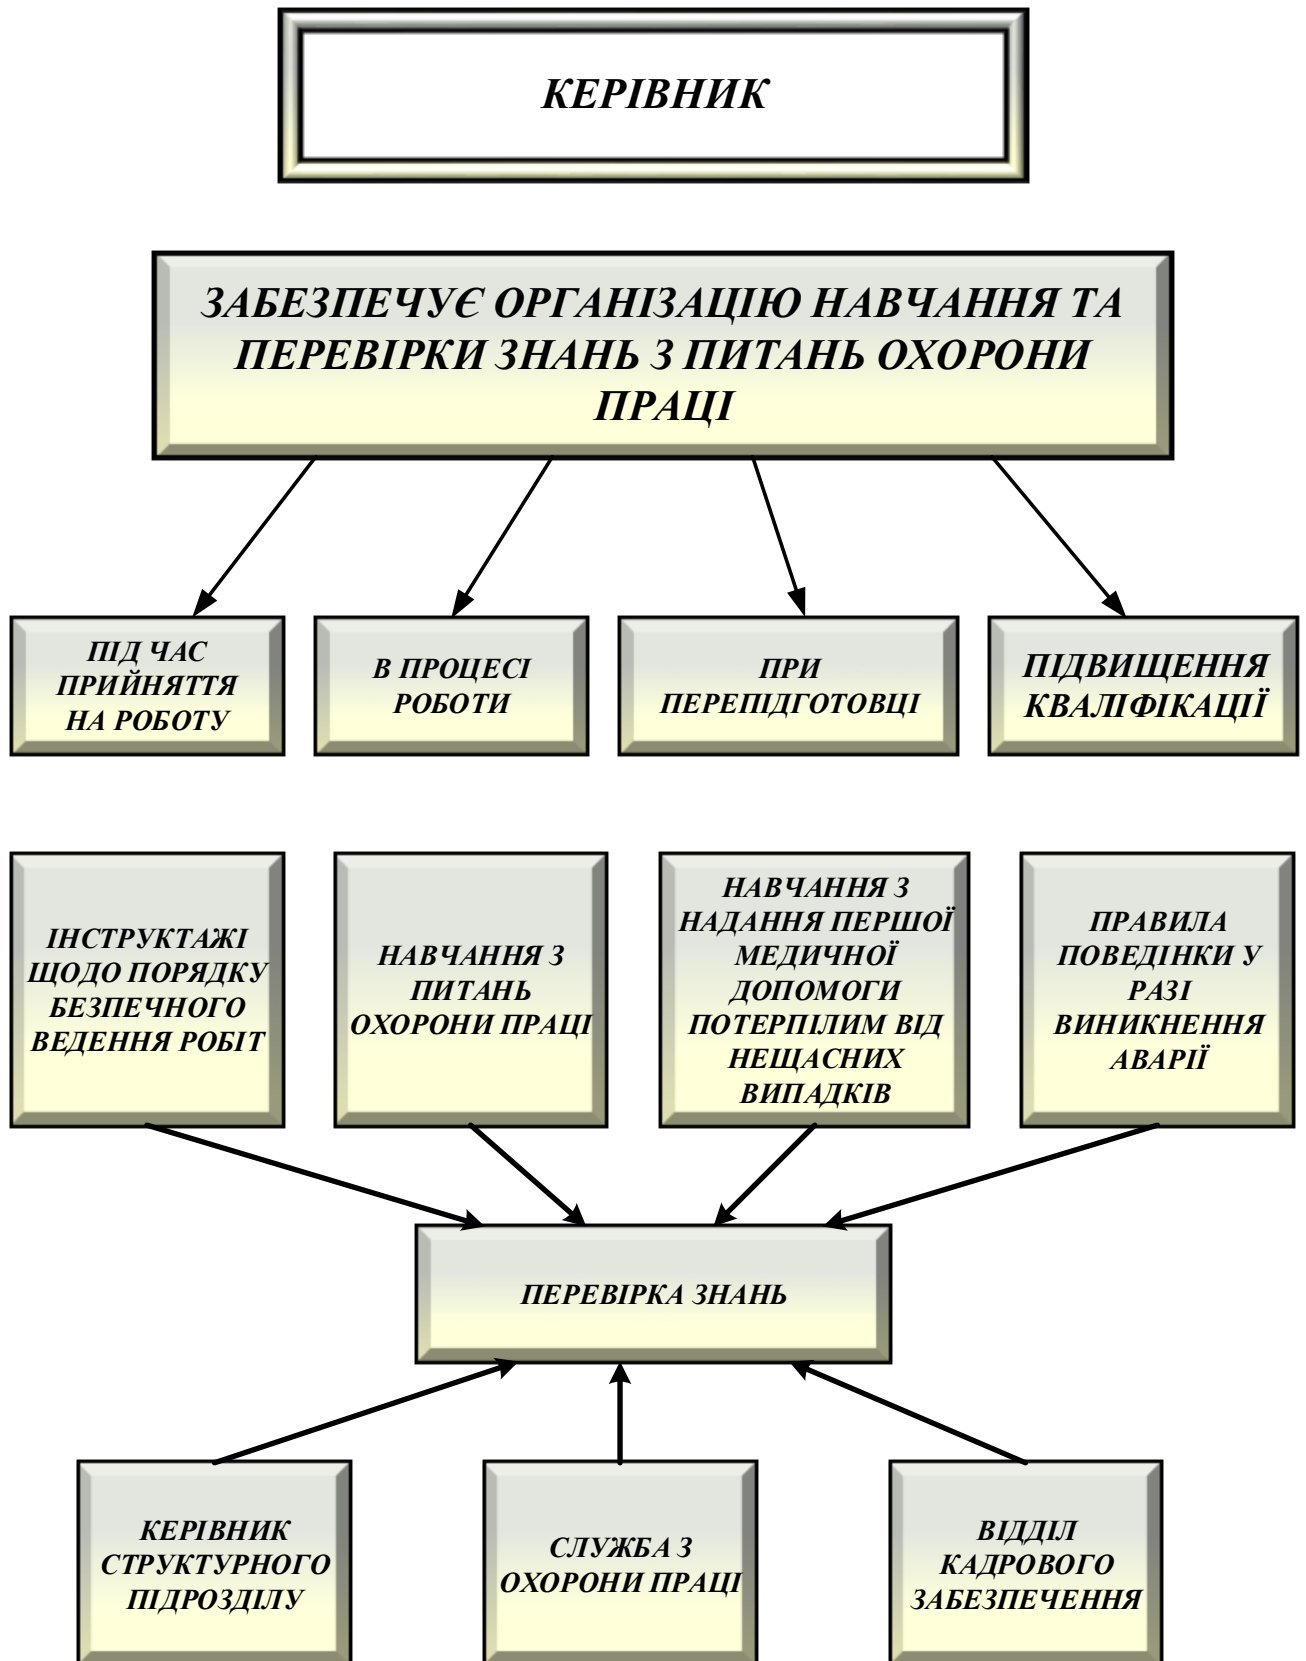 КЕРІВНИК
ЗАБЕЗПЕЧУЄ ОРГАНІЗАЦІЮ НАВЧАННЯ ТА
ПЕРЕВІРКИ ЗНАНЬ З ПИТАНЬ ОХОРОНИ
ПРАЦІ
ПІД ЧАС
ПРИЙНЯТТЯ
НА РОБОТУ
В ПРОЦЕСІ
РОБОТИ
ПРИ
ПЕРЕПІДГОТОВЦІ
ПІДВИЩЕННЯ
КВАЛІФІКАЦІЇ
ІНСТРУКТАЖІ
ЩОДО ПОРЯДКУ
БЕЗПЕЧНОГО
ВЕДЕННЯ РОБІТ
НАВЧАННЯ З
ПИТАНЬ
ОХОРОНИ ПРАЦІ
НАВЧАННЯ З
НАДАННЯ ПЕРШОЇ
МЕДИЧНОЇ
ДОПОМОГИ
ПОТЕРПІЛИМ ВІД
НЕЩАСНИХ
ВИПАДКІВ
ПРАВИЛА
ПОВЕДІНКИ У
РАЗІ
ВИНИКНЕННЯ
АВАРІЇ
ПЕРЕВІРКА ЗНАНЬ
КЕРІВНИК
СТРУКТУРНОГО
ПІДРОЗДІЛУ
СЛУЖБА З
ОХОРОНИ ПРАЦІ
ВІДДІЛ
КАДРОВОГО
ЗАБЕЗПЕЧЕННЯ